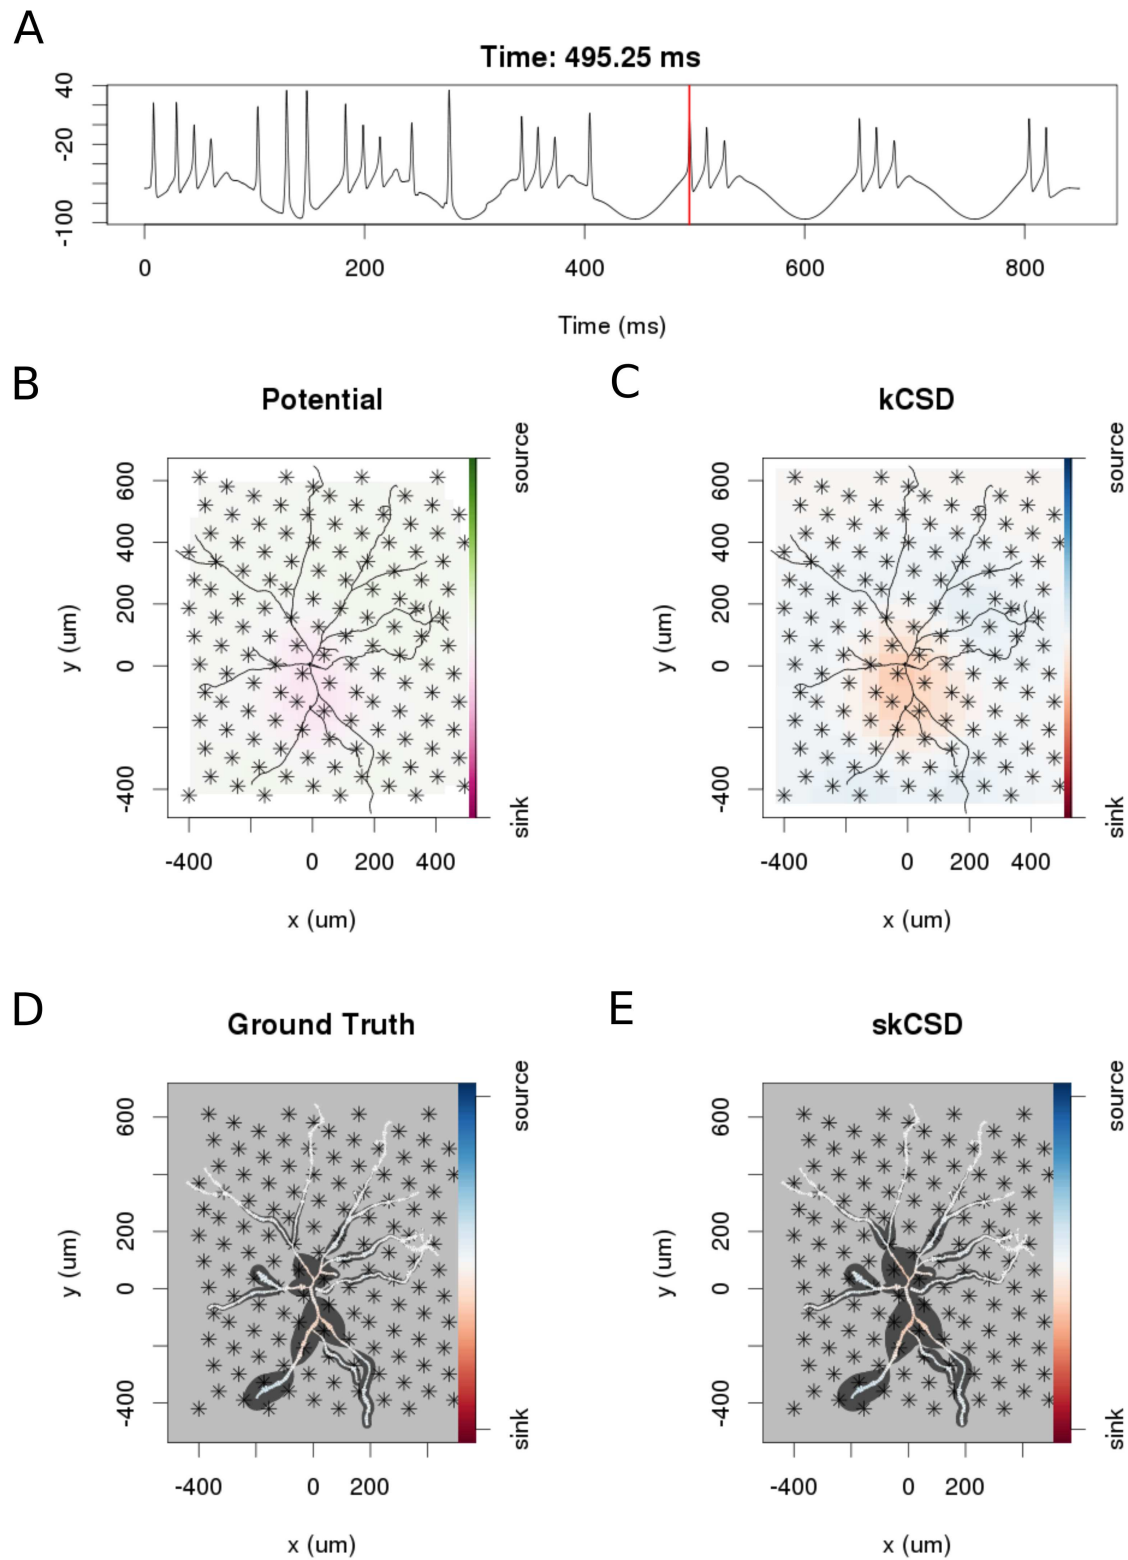 A
Time: 495.25 ms
40
-20
-100
0 200 400 600 800
Time (ms)
B
Potential
C
kCSD
600
400
200
0
-400
y (um)
-400 0 200 400
x (um)
source
sink
600
400
200
0
-400
y (um)
-400 0 200 400
x (um)
source
sink
D
Ground Truth
E
skCSD
600
200
0
-400
y (um)
-400 0 200
x (um)
source
sink
600
200
0
-400
y (um)
-400 0 200
x (um)
source
sink